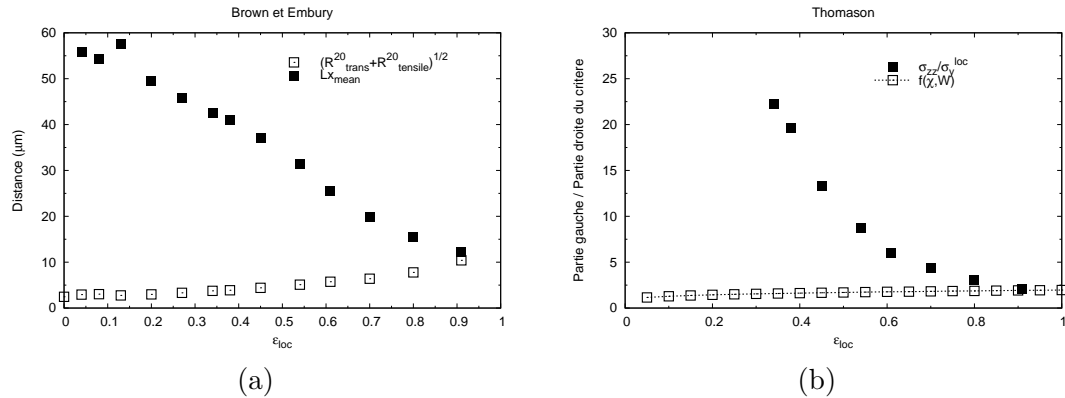 Brown et Embury
60
50
40
30
20
10
0
Distance (μm)
(R²⁰trans+R²⁰tensile)^1/2
Lx_mean
0 0.1 0.2 0.3 0.4 0.5 0.6 0.7 0.8 0.9 1
ε_loc
(a)
Thomason
30
25
20
15
10
5
0
Partie gauche / Partie droite du critere
σ_zz/σ_y^loc
f(χ,W)
0 0.2 0.4 0.6 0.8 1
ε_loc
(b)